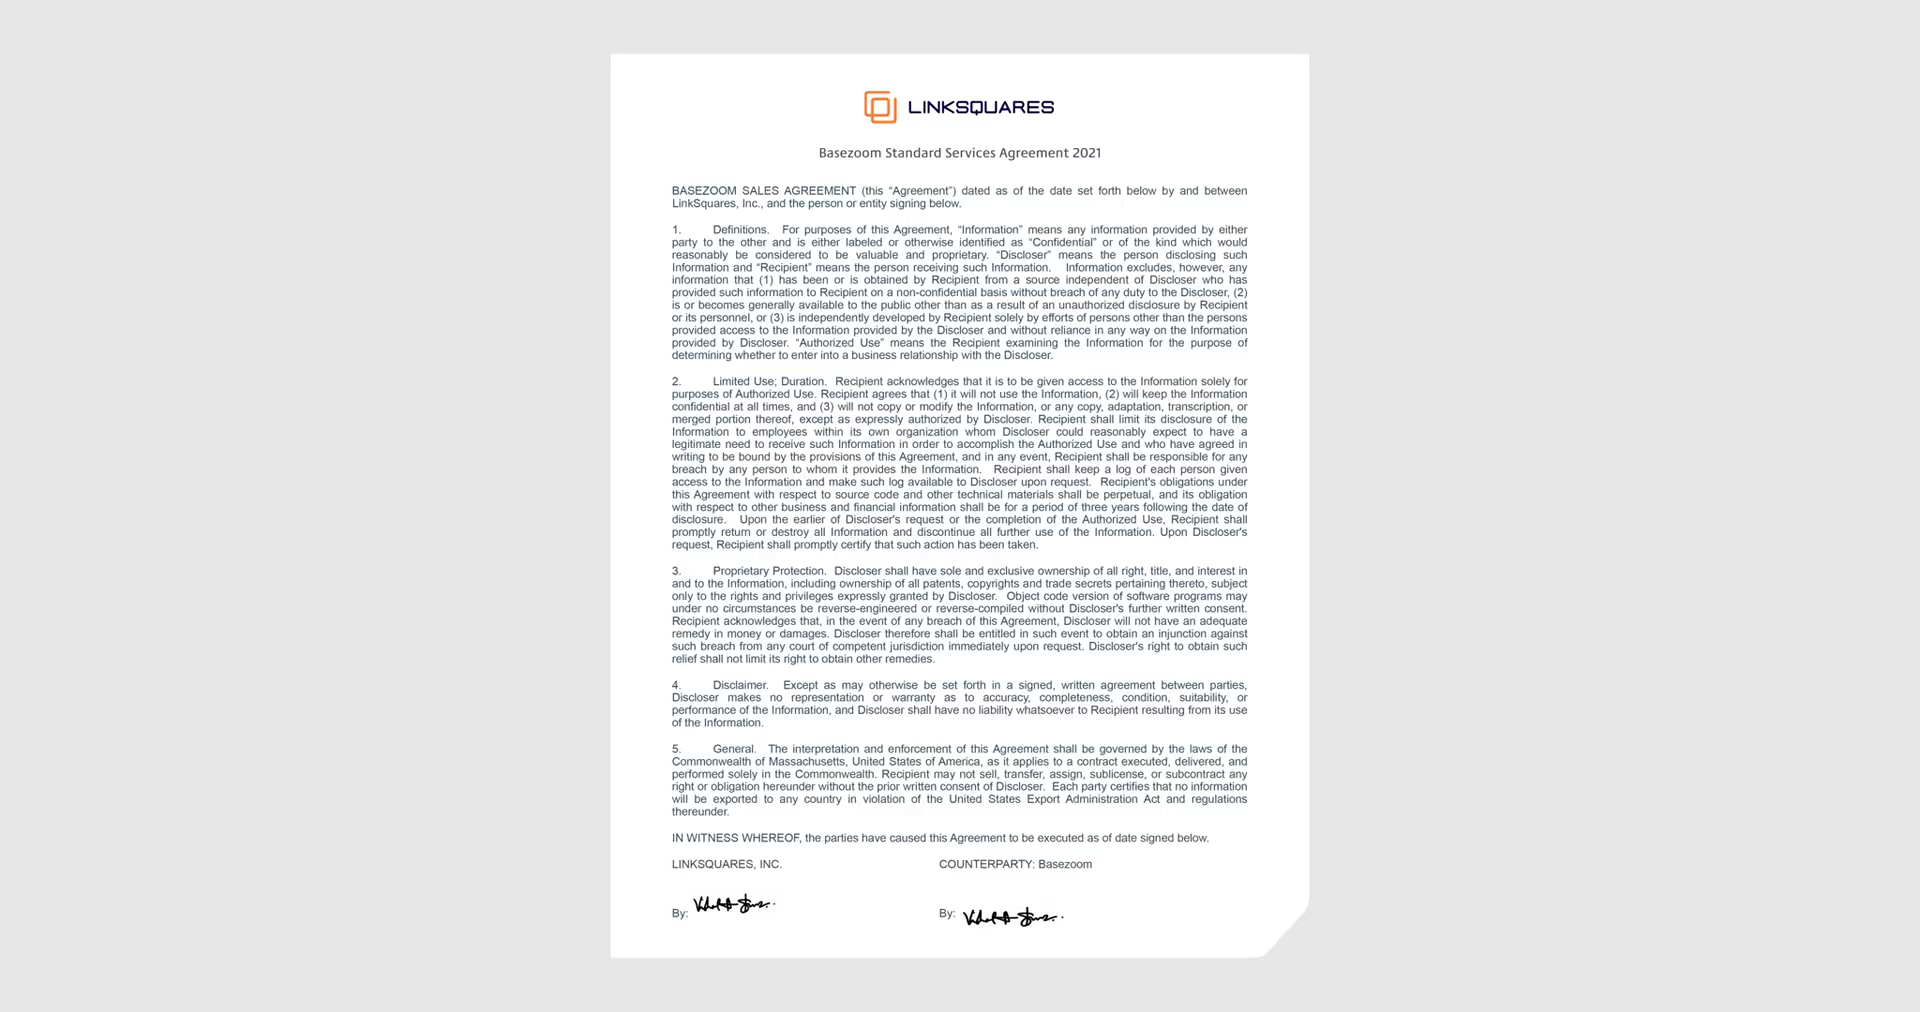 LINKSQUARES
Basezoom Standard Services Agreement 2021
BASEZOOM SALES AGREEMENT (this “Agreement”) dated as of the date set forth below by and between
LinkSquares, Inc., and the person or entity signing below.
1. Definitions. For purposes of this Agreement, “Information” means any information provided by either
party to the other and is either labeled or otherwise identified as “Confidential” or of the kind which would
reasonably be considered to be valuable and proprietary. “Discloser” means the person disclosing such
Information and “Recipient” means the person receiving such Information. Information excludes, however, any
information that (1) has been or is obtained by Recipient from a source independent of Discloser who has
provided such information to Recipient on a non-confidential basis without breach of any duty to the Discloser, (2)
is or becomes generally available to the public other than as a result of an unauthorized disclosure by Recipient
or its personnel, or (3) is independently developed by Recipient solely by efforts of persons other than the persons
provided access to the Information provided by the Discloser and without reliance in any way on the Information
provided by Discloser. “Authorized Use” means the Recipient examining the Information for the purpose of
determining whether to enter into a business relationship with the Discloser.
2. Limited Use; Duration. Recipient acknowledges that it is to be given access to the Information solely for
purposes of Authorized Use. Recipient agrees that (1) it will not use the Information, (2) will keep the Information
confidential at all times, and (3) will not copy or modify the Information, or any copy, adaptation, transcription, or
merged portion thereof, except as expressly authorized by Discloser. Recipient shall limit its disclosure of the
Information to employees within its own organization whom Discloser could reasonably expect to have a
legitimate need to receive such Information in order to accomplish the Authorized Use and who have agreed in
writing to be bound by the provisions of this Agreement, and in any event, Recipient shall be responsible for any
breach by any person to whom it provides the Information. Recipient shall keep a log of each person given
access to the Information and make such log available to Discloser upon request. Recipient's obligations under
this Agreement with respect to source code and other technical materials shall be perpetual, and its obligation
with respect to other business and financial information shall be for a period of three years following the date of
disclosure. Upon the earlier of Discloser's request or the completion of the Authorized Use, Recipient shall
promptly return or destroy all Information and discontinue all further use of the Information. Upon Discloser's
request, Recipient shall promptly certify that such action has been taken.
3. Proprietary Protection. Discloser shall have sole and exclusive ownership of all right, title, and interest in
and to the Information, including ownership of all patents, copyrights and trade secrets pertaining thereto, subject
only to the rights and privileges expressly granted by Discloser. Object code version of software programs may
under no circumstances be reverse-engineered or reverse-compiled without Discloser's further written consent.
Recipient acknowledges that, in the event of any breach of this Agreement, Discloser will not have an adequate
remedy in money or damages. Discloser therefore shall be entitled in such event to obtain an injunction against
such breach from any court of competent jurisdiction immediately upon request. Discloser's right to obtain such
relief shall not limit its right to obtain other remedies.
4. Disclaimer. Except as may otherwise be set forth in a signed, written agreement between parties,
Discloser makes no representation or warranty as to accuracy, completeness, condition, suitability, or
performance of the Information, and Discloser shall have no liability whatsoever to Recipient resulting from its use
of the Information.
5. General. The interpretation and enforcement of this Agreement shall be governed by the laws of the
Commonwealth of Massachusetts, United States of America, as it applies to a contract executed, delivered, and
performed solely in the Commonwealth. Recipient may not sell, transfer, assign, sublicense, or subcontract any
right or obligation hereunder without the prior written consent of Discloser. Each party certifies that no information
will be exported to any country in violation of the United States Export Administration Act and regulations
thereunder.
IN WITNESS WHEREOF, the parties have caused this Agreement to be executed as of date signed below.
LINKSQUARES, INC. COUNTERPARTY: Basezoom
By: By: